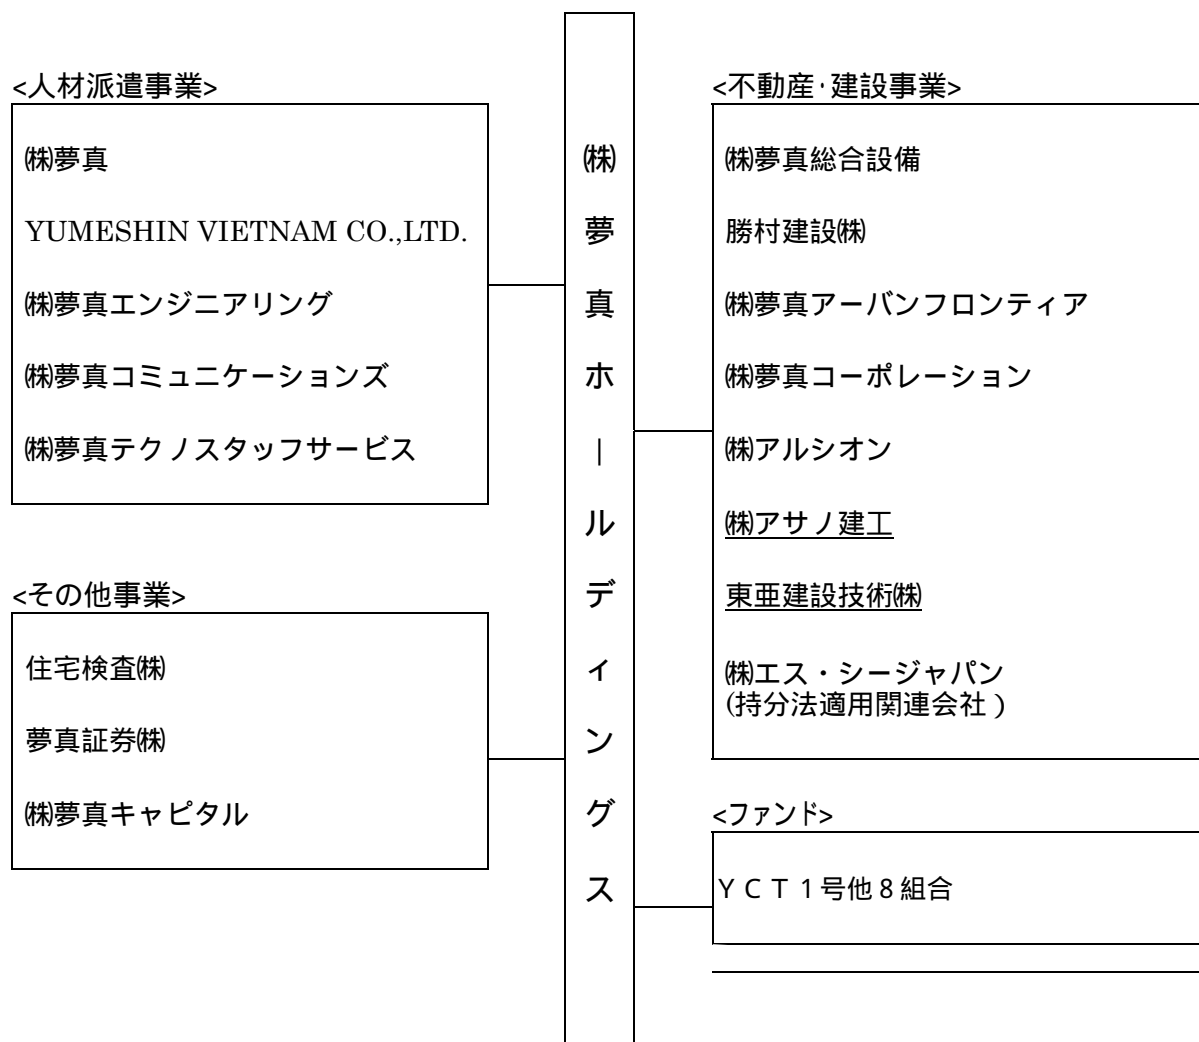 <人材派遣事業>
㈱夢真
YUMESHIN VIETNAM CO.,LTD.
㈱夢真エンジニアリング
㈱夢真コミュニケーションズ
㈱夢真テクノスタッフサービス
<その他事業>
住宅検査㈱
夢真証券㈱
㈱夢真キャピタル
㈱夢真ホールディングス
<不動産･建設事業>
㈱夢真総合設備
勝村建設㈱
㈱夢真アーバンフロンティア
㈱夢真コーポレーション
㈱アルシオン
㈱アサノ建工
東亜建設技術㈱
㈱エス・シージャパン
(持分法適用関連会社)
<ファンド>
ＹＣＴ1号他8組合